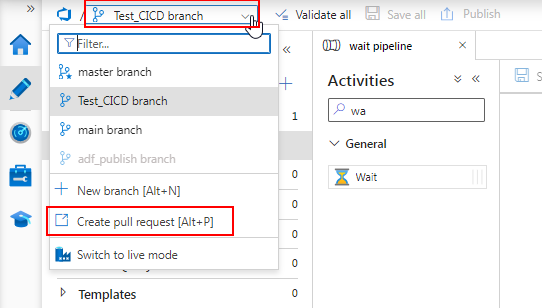 / Test_CICD branch
Validate all
Save all
Publish
Filter...
master branch
Test_CICD branch
main branch
adf_publish branch
New branch [Alt+N]
Create pull request [Alt+P]
Switch to live mode
1
0
0
0
0
Templates
0
wait pipeline
Activities
wa
General
Wait
S